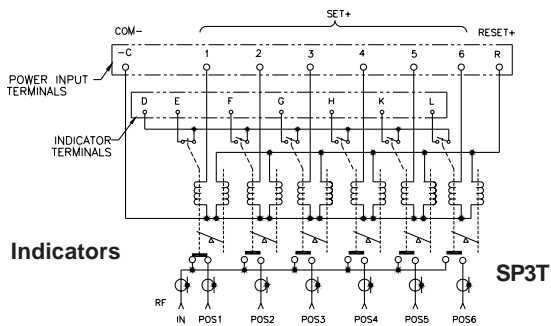 SET+
COM- RESET+
-C 1 2 3 4 5 6 R
POWER INPUT
TERMINALS
D E F G H K L
INDICATOR
TERMINALS
Indicators
SP3T
RF
IN POS1 POS2 POS3 POS4 POS5 POS6